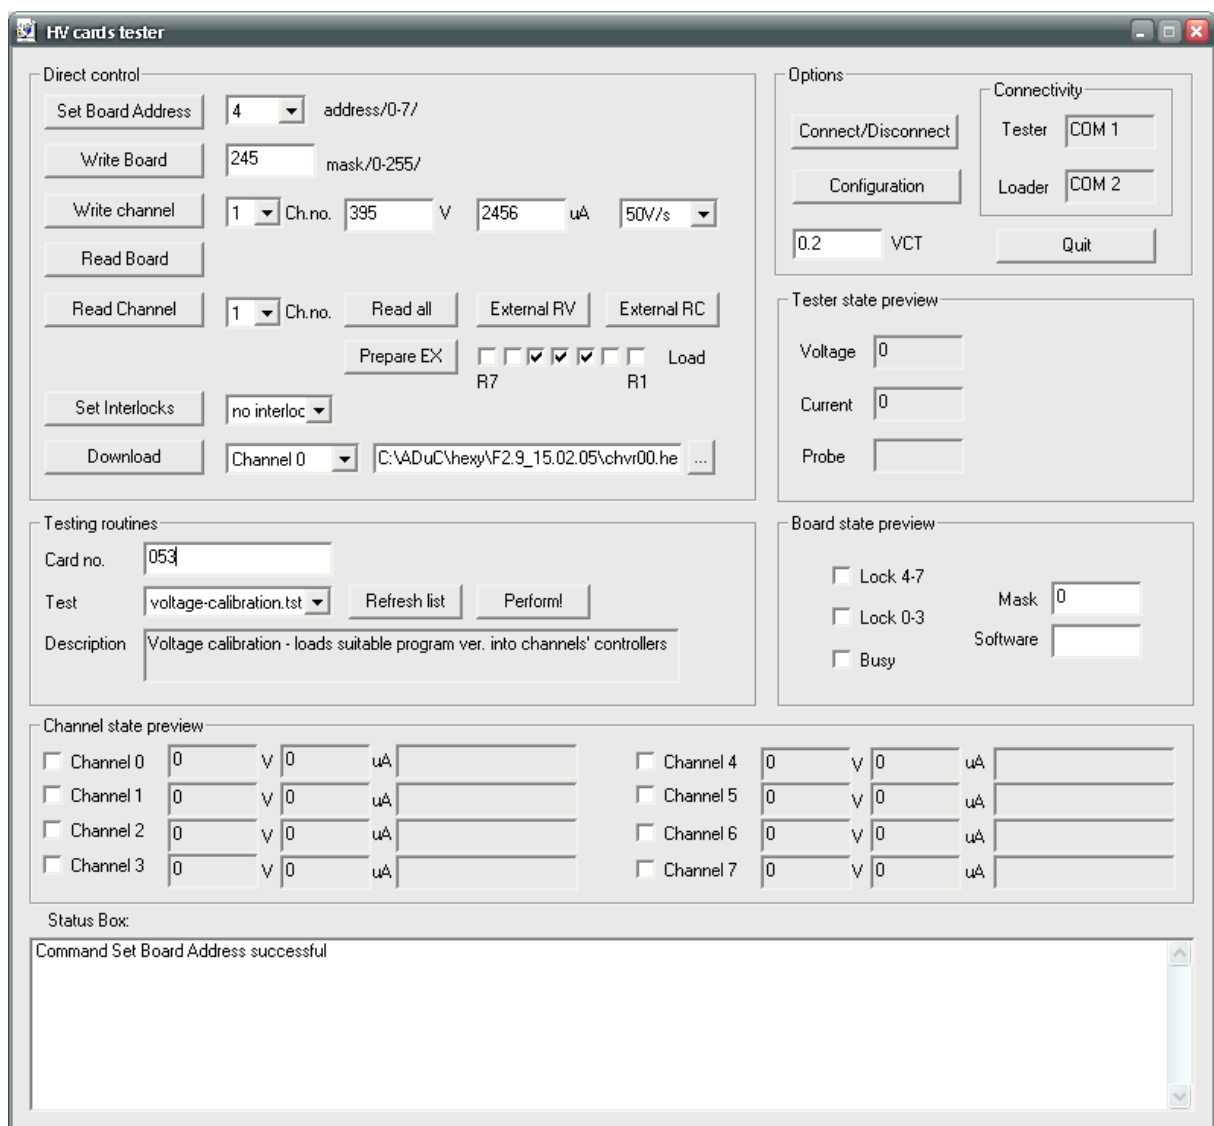 HV cards tester
Direct control
Set Board Address 4 address/0-7/
Write Board 245 mask/0-255/
Write channel 1 Ch.no. 395 V 2456 uA 50V/s
Read Board
Read Channel 1 Ch.no. Read all External RV External RC
Prepare EX Load
R7 R1
Set Interlocks no interloc
Download Channel 0 C:\ADuC\hexy\F2.9_15.02.05\chvr00.he ...
Options
Connectivity
Connect/Disconnect Tester COM 1
Configuration Loader COM 2
0.2 VCT Quit
Tester state preview
Voltage 0
Current 0
Probe
Testing routines
Card no. 053
Test voltage-calibration.tst Refresh list Perform!
Description Voltage calibration - loads suitable program ver. into channels' controllers
Board state preview
Lock 4-7
Mask 0
Lock 0-3
Software
Busy
Channel state preview
Channel 0 0 V 0 uA Channel 4 0 V 0 uA
Channel 1 0 V 0 uA Channel 5 0 V 0 uA
Channel 2 0 V 0 uA Channel 6 0 V 0 uA
Channel 3 0 V 0 uA Channel 7 0 V 0 uA
Status Box:
Command Set Board Address successful